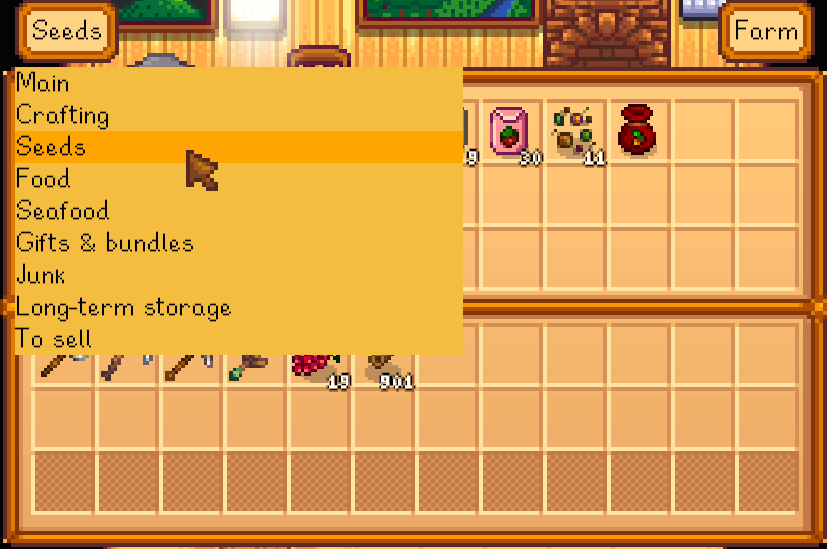 Seeds
Farm
Main
Crafting
Seeds
Food
Seafood
Gifts & bundles
Junk
Long-term storage
To sell
9
30
11
19
901